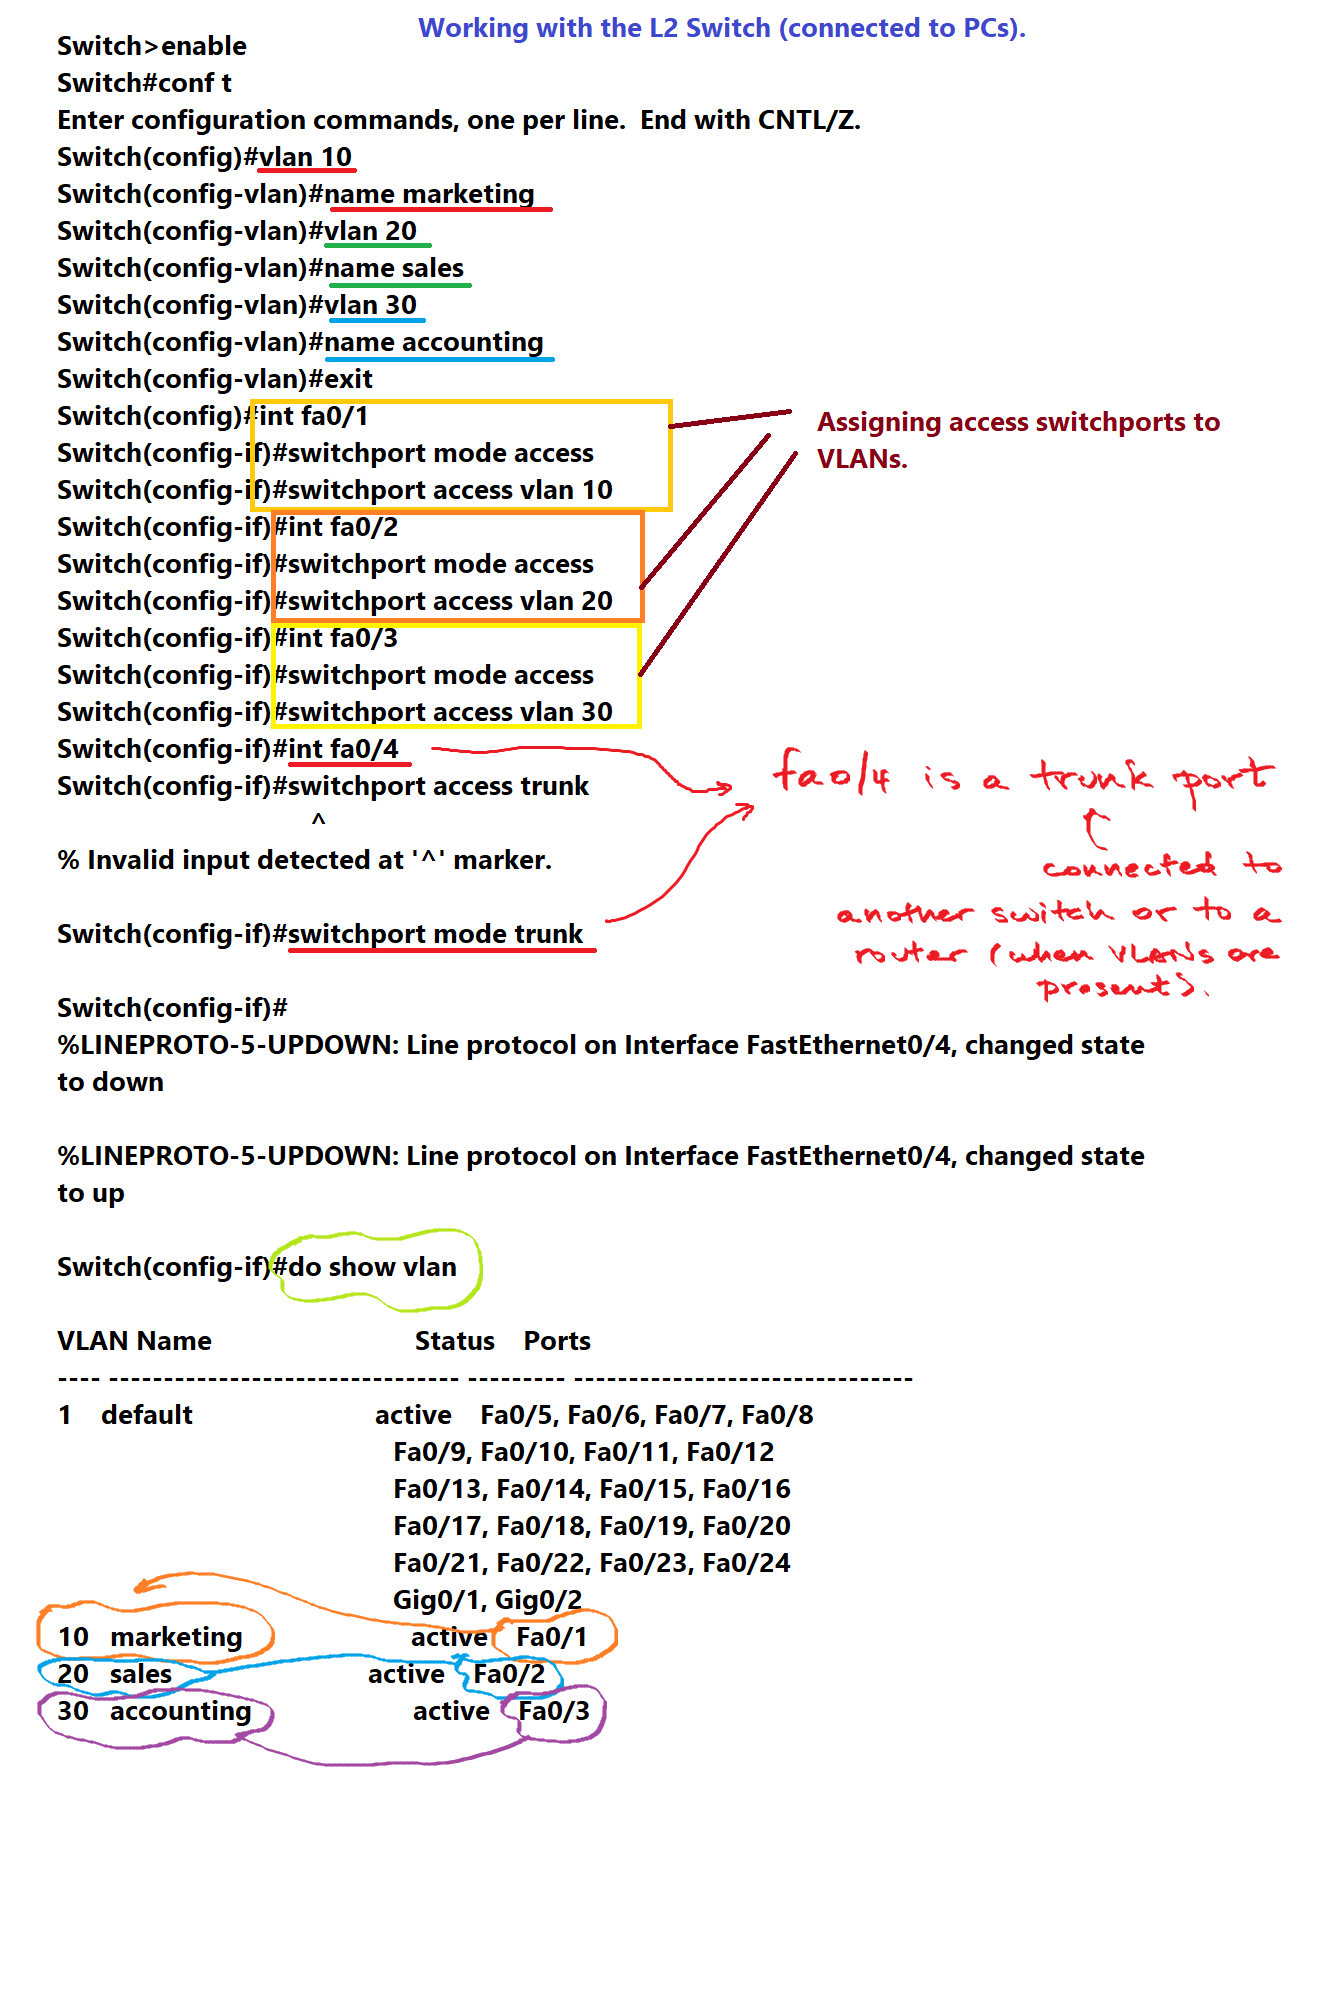 Working with the L2 Switch (connected to PCs).
Switch>enable
Switch#conf t
Enter configuration commands, one per line.  End with CNTL/Z.
Switch(config)#vlan 10
Switch(config-vlan)#name marketing
Switch(config-vlan)#vlan 20
Switch(config-vlan)#name sales
Switch(config-vlan)#vlan 30
Switch(config-vlan)#name accounting
Switch(config-vlan)#exit
Switch(config)#int fa0/1
Switch(config-if)#switchport mode access
Switch(config-if)#switchport access vlan 10
Assigning access switchports to
VLANs.
Switch(config-if)#int fa0/2
Switch(config-if)#switchport mode access
Switch(config-if)#switchport access vlan 20
Switch(config-if)#int fa0/3
Switch(config-if)#switchport mode access
Switch(config-if)#switchport access vlan 30
Switch(config-if)#int fa0/4
Switch(config-if)#switchport access trunk
^
% Invalid input detected at '^' marker.
fa0/4 is a trunk port
connected to
another switch or to a
router (when VLANs are
present).
Switch(config-if)#switchport mode trunk
Switch(config-if)#
%LINEPROTO-5-UPDOWN: Line protocol on Interface FastEthernet0/4, changed state
to down
%LINEPROTO-5-UPDOWN: Line protocol on Interface FastEthernet0/4, changed state
to up
Switch(config-if)#do show vlan
VLAN Name Status Ports
---- -------------------------------- --------- -------------------------------
1 default active Fa0/5, Fa0/6, Fa0/7, Fa0/8
Fa0/9, Fa0/10, Fa0/11, Fa0/12
Fa0/13, Fa0/14, Fa0/15, Fa0/16
Fa0/17, Fa0/18, Fa0/19, Fa0/20
Fa0/21, Fa0/22, Fa0/23, Fa0/24
Gig0/1, Gig0/2
10 marketing active Fa0/1
20 sales active Fa0/2
30 accounting active Fa0/3